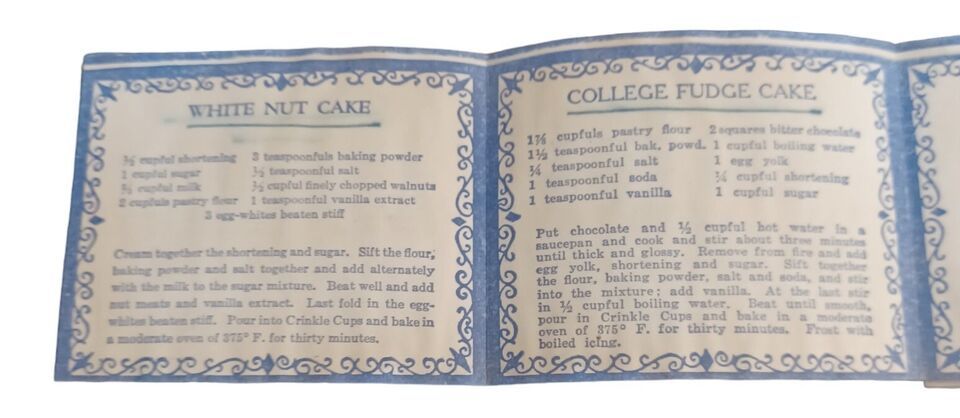 WHITE NUT CAKE
cupful shortening 3 teaspoonfuls baking powder
1 cupful sugar ½ teaspoonful salt
cupful milk ½ cupful finely chopped walnuts
2 cupfuls pastry flour 1 teaspoonful vanilla extract
3 egg-whites beaten stiff
Cream together the shortening and sugar. Sift the flour,
baking powder and salt together and add alternately
with the milk to the sugar mixture. Beat well and add
nut meats and vanilla extract. Last fold in the egg-
whites beaten stiff. Pour into Crinkle Cups and bake in
a moderate oven of 375° F. for thirty minutes.
COLLEGE FUDGE CAKE
1⅞ cupfuls pastry flour 2 squares bitter chocolate
1½ teaspoonful bak. powd. 1 cupful boiling water
¼ teaspoonful salt 1 egg yolk
1 teaspoonful soda ¼ cupful shortening
1 teaspoonful vanilla 1 cupful sugar
Put chocolate and ½ cupful hot water in a
saucepan and cook and stir about three minutes
until thick and glossy. Remove from fire and add
egg yolk, shortening and sugar. Sift together
the flour, baking powder, salt and soda, and stir
into the mixture; add vanilla. At the last stir
in ½ cupful boiling water. Beat until smooth,
pour in Crinkle Cups and bake in a moderate
oven of 375° F. for thirty minutes. Frost with
boiled icing.